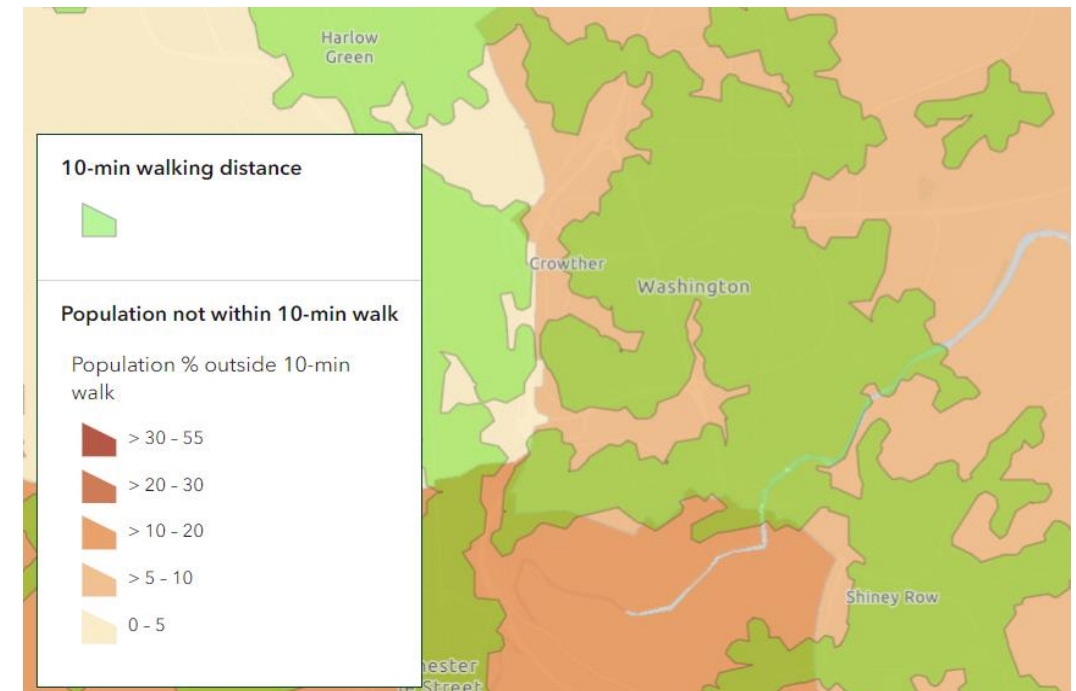 Harlow
Green
10-min walking distance
Population not within 10-min walk
Population % outside 10-min
walk
> 30 - 55
> 20 - 30
> 10 - 20
> 5 - 10
0 - 5
Crowther
Washington
Shiney Row
hester
Street